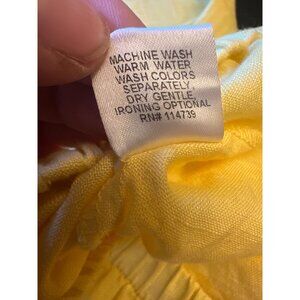 MACHINE WASH
WARM WATER
WASH COLORS
SEPARATELY,
DRY GENTLE,
IRONING OPTIONAL
RN# 114739